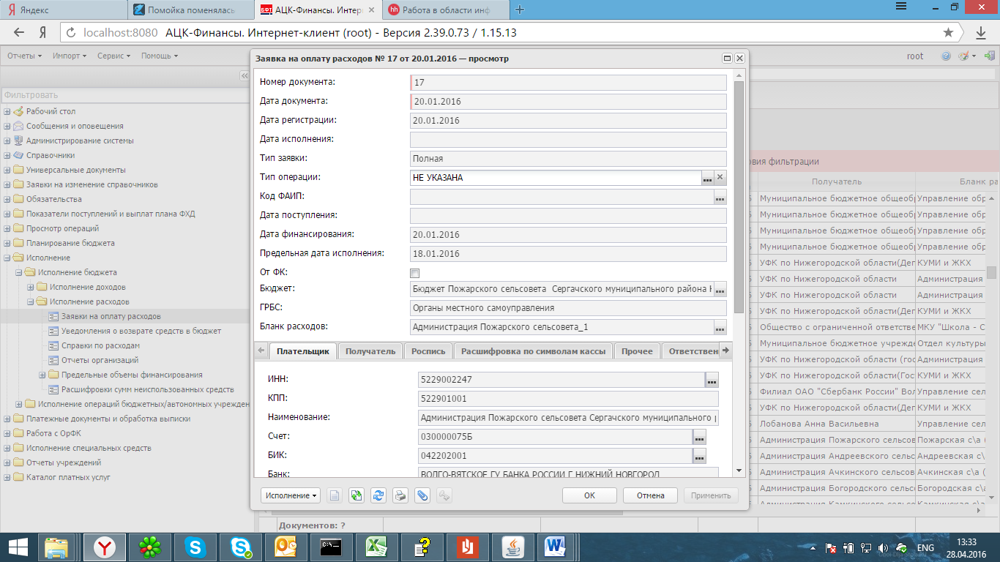 Яндекс
Помойка поменялась
АЦК-Финансы. Интерн
Работа в области инф
localhost:8080 АЦК-Финансы. Интернет-клиент (root) - Версия 2.39.0.73 / 1.15.13
Отчеты Импорт Сервис Помощь
root
Фильтровать
Рабочий стол
Сообщения и оповещения
Администрирование системы
Справочники
Универсальные документы
Заявки на изменение справочников
Обязательства
Показатели поступлений и выплат плана ФХД
Просмотр операций
Планирование бюджета
Исполнение
Исполнение бюджета
Исполнение доходов
Исполнение расходов
Заявки на оплату расходов
Уведомления о возврате средств в бюджет
Справки по расходам
Отчеты организаций
Предельные объемы финансирования
Расшифровки сумм неиспользованных средств
Исполнение операций бюджетных/автономных учрежден
Платежные документы и обработка выписки
Работа с ОрФК
Исполнение специальных средств
Отчеты учреждений
Каталог платных услуг
Заявка на оплату расходов № 17 от 20.01.2016 — просмотр
Номер документа: 17
Дата документа: 20.01.2016
Дата регистрации: 20.01.2016
Дата исполнения:
Тип заявки: Полная
Тип операции: НЕ УКАЗАНА
Код ФАИП:
Дата поступления:
Дата финансирования: 20.01.2016
Предельная дата исполнения: 18.01.2016
От ФК:
Бюджет: Бюджет Пожарского сельсовета Сергачского муниципального района
ГРБС: Органы местного самоуправления
Бланк расходов: Администрация Пожарского сельсовета_1
Плательщик Получатель Роспись Расшифровка по символам кассы Прочее Ответствен
ИНН: 5229002247
КПП: 522901001
Наименование: Администрация Пожарского сельсовета Сергачского муниципального р
Счет: 030000075Б
БИК: 042202001
Банк: ВОЛГО-ВЯТСКОЕ ГУ БАНКА РОССИИ Г НИЖНИЙ НОВГОРОД
Исполнение ОК Отмена Применить
овия фильтрации
Получатель Бланк ра
Муниципальное бюджетное общеобр Управление обр
Муниципальное бюджетное общеобр Управление обр
Муниципальное бюджетное общеобр Управление обр
Муниципальное бюджетное общеобр Управление обр
УФК по Нижегородской области(Деп КУМИ и ЖКХ
УФК по Нижегородской области Администрация
УФК по Нижегородской области Администрация
УФК по Нижегородской области Администрация
Общество с ограниченной ответстве МКУ "Школа - С
Муниципальное бюджетное учрежде Отдел культуры
УФК по Нижегородской области (гос Администрация
УФК по Нижегородской области(Гос КУМИ и ЖКХ
Филиал ОАО "Сбербанк России" Вол Управление сел
УФК по Нижегородской области(Деп КУМИ и ЖКХ
Лобанова Анна Васильевна Управление сел
Администрация Пожарского сельсов Пожарская с\а (
Администрация Андреевского сельс Андреевская с\а
Администрация Ачкинского сельсове Ачкинская с\а (
Администрация Богородского сельсо Богородская с\а
Администрация Камкинского сельсо Камкинская с\а
Документов: ?
ENG
13:33
28.04.2016